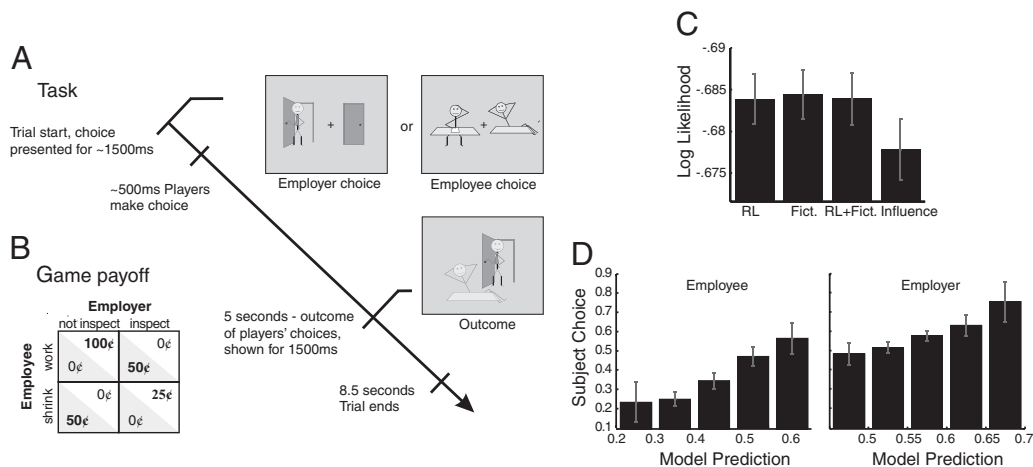 A
Task
Trial start, choice
presented for ~1500ms
+
or
+
Employer choice
Employee choice
~500ms Players
make choice
Outcome
5 seconds - outcome
of players' choices,
shown for 1500ms
8.5 seconds
Trial ends
B
Game payoff
Employer
not inspect inspect
Employee
work
shrink
100¢ 0¢
0¢ 50¢
0¢ 25¢
50¢ 0¢
C
Log Likelihood
-.69
-.685
-.68
-.675
RL Fict. RL+Fict. Influence
D
Subject Choice
0.9
0.8
0.7
0.6
0.5
0.4
0.3
0.2
0.1
Employee
0.2 0.3 0.4 0.5 0.6
Model Prediction
Employer
0.5 0.55 0.6 0.65 0.7
Model Prediction